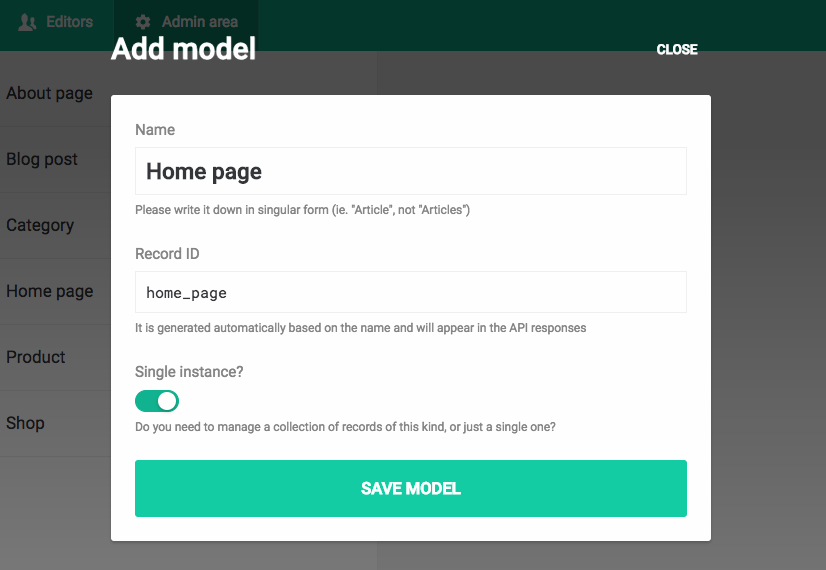 Editors
Admin area
Add model
CLOSE
About page
Blog post
Category
Home page
Product
Shop
Name
Home page
Please write it down in singular form (ie. "Article", not "Articles")
Record ID
home_page
It is generated automatically based on the name and will appear in the API responses
Single instance?
Do you need to manage a collection of records of this kind, or just a single one?
SAVE MODEL